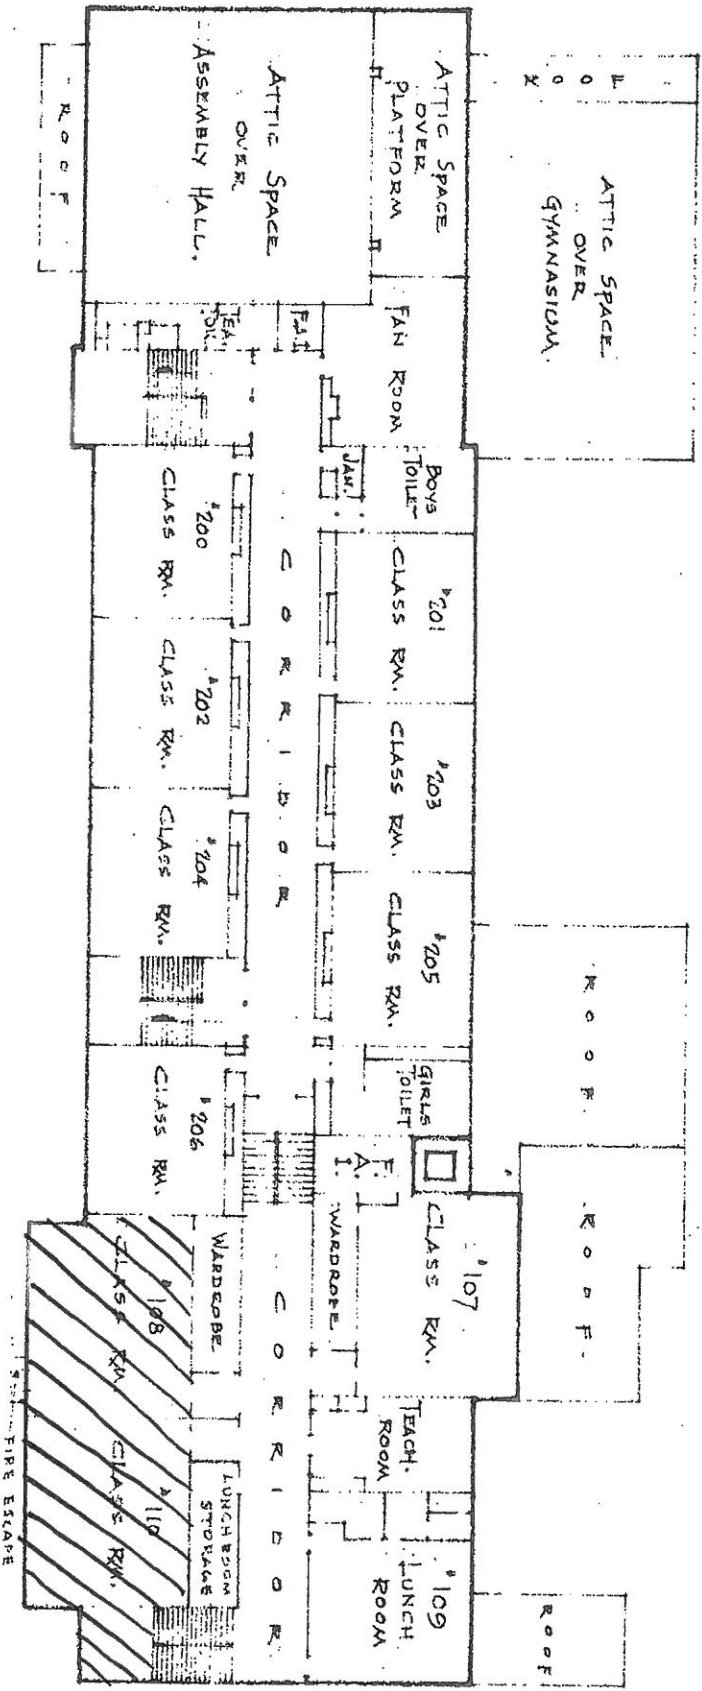 ROOF
ATTIC SPACE
OVER
GYMNASIUM.
ATTIC SPACE
OVER
PLATFORM
ATTIC SPACE
OVER
ASSEMBLY HALL.
ROOF
FAN ROOM
F.A.I
BOYS
TOILET
JAN.
#201
CLASS RM.
#203
CLASS RM.
#205
CLASS RM.
GIRLS
TOILET
CORRIDOR
#200
CLASS RM.
#202
CLASS RM.
#204
CLASS RM.
#206
CLASS RM.
ROOF.
ROOF.
ROOF
#107
CLASS RM.
F.
A.
I.
WARDROBE
TEACH.
ROOM
#109
LUNCH
ROOM
CORRIDOR
WARDROBE
LUNCH ROOM
STORAGE
#108
CLASS RM.
#110
CLASS RM.
FIRE ESCAPE